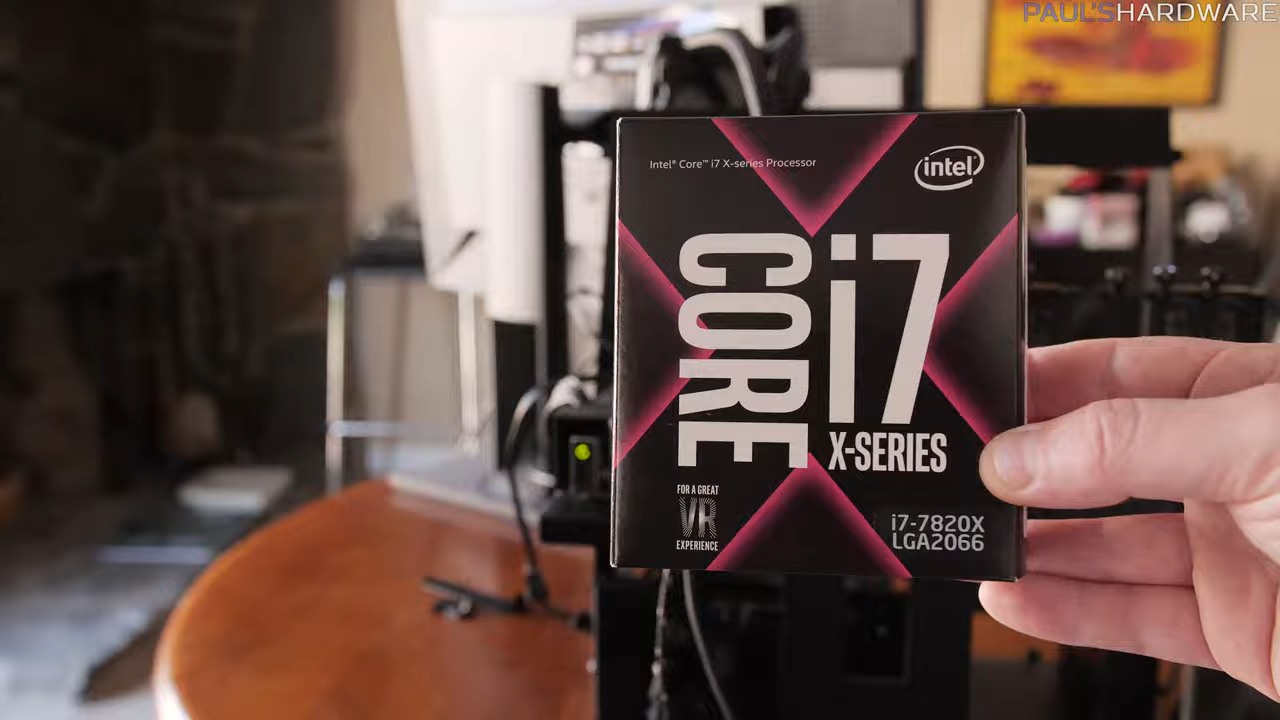 PAUL'SHARDWARE
Intel® Core™ i7 X-series Processor
intel®
CORE i7
X-SERIES
FOR A GREAT
VR
EXPERIENCE
i7-7820X
LGA2066